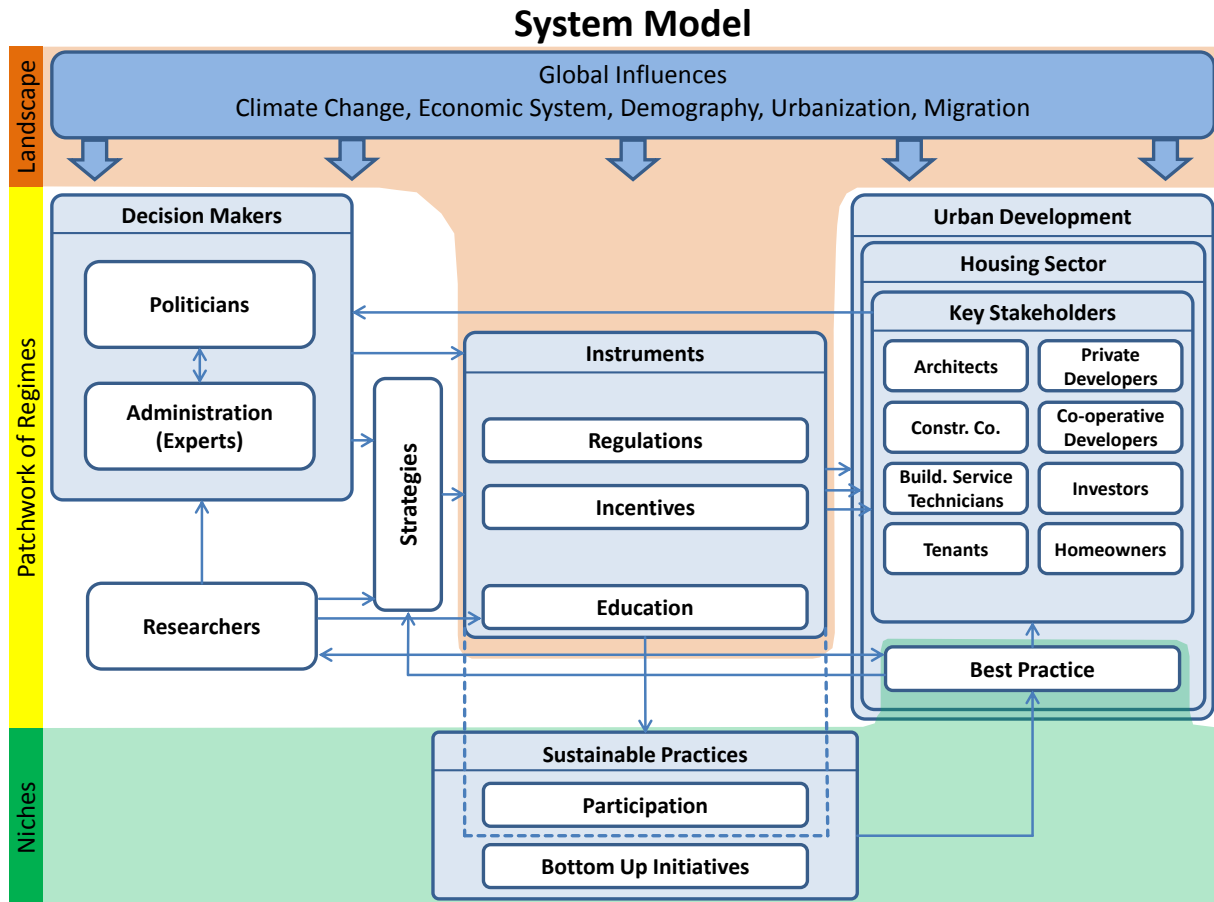 System Model
Landscape
Global Influences
Climate Change, Economic System, Demography, Urbanization, Migration
Patchwork of Regimes
Decision Makers
Politicians
Administration
(Experts)
Researchers
Strategies
Instruments
Regulations
Incentives
Education
Urban Development
Housing Sector
Key Stakeholders
Architects
Private
Developers
Constr. Co.
Co-operative
Developers
Build. Service
Technicians
Investors
Tenants
Homeowners
Best Practice
Niches
Sustainable Practices
Participation
Bottom Up Initiatives